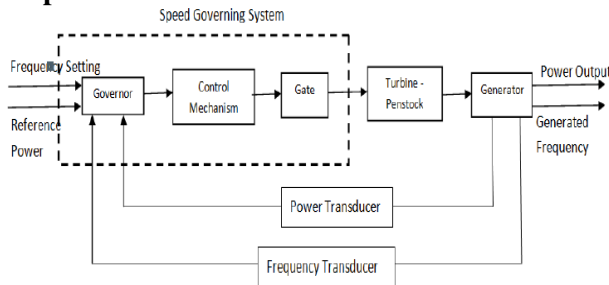 Speed Governing System
Frequency Setting
Reference
Power
Governor
Control
Mechanism
Gate
Turbine -
Penstock
Generator
Power Output
Generated
Frequency
Power Transducer
Frequency Transducer